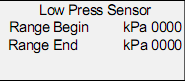 Low Press Sensor
Range Begin kPa 0000
Range End kPa 0000